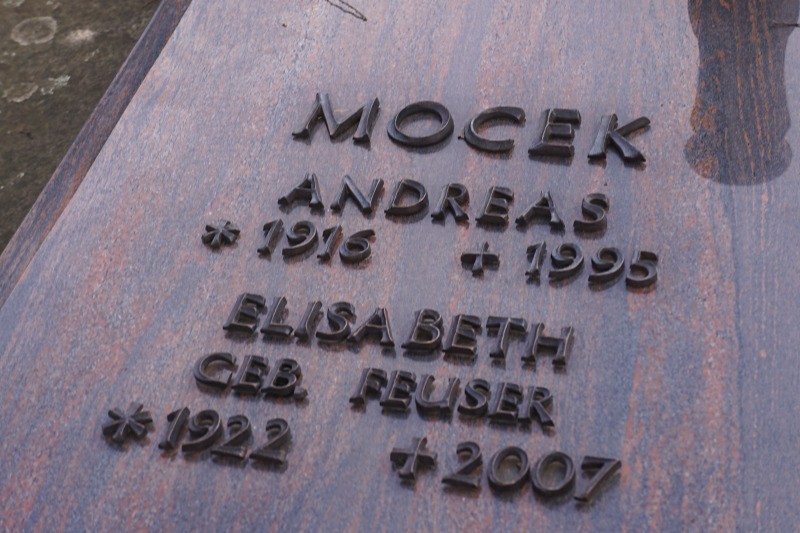 MOCEK
ANDREAS
* 1916 + 1995
ELISABETH
GEB. FEUSER
* 1922 + 2007